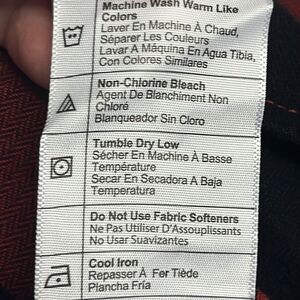 Machine Wash Warm Like
Colors
Laver En Machine À Chaud,
Séparer Les Couleurs
Lavar A Máquina En Agua Tibia,
Con Colores Similares
Non-Chlorine Bleach
Agent De Blanchiment Non
Chloré
Blanqueador Sin Cloro
Tumble Dry Low
Sécher En Machine À Basse
Température
Secar En Secadora A Baja
Temperatura
Do Not Use Fabric Softeners
Ne Pas Utiliser D'Assouplissants
No Usar Suavizantes
Cool Iron
Repasser À Fer Tiède
Plancha Fría